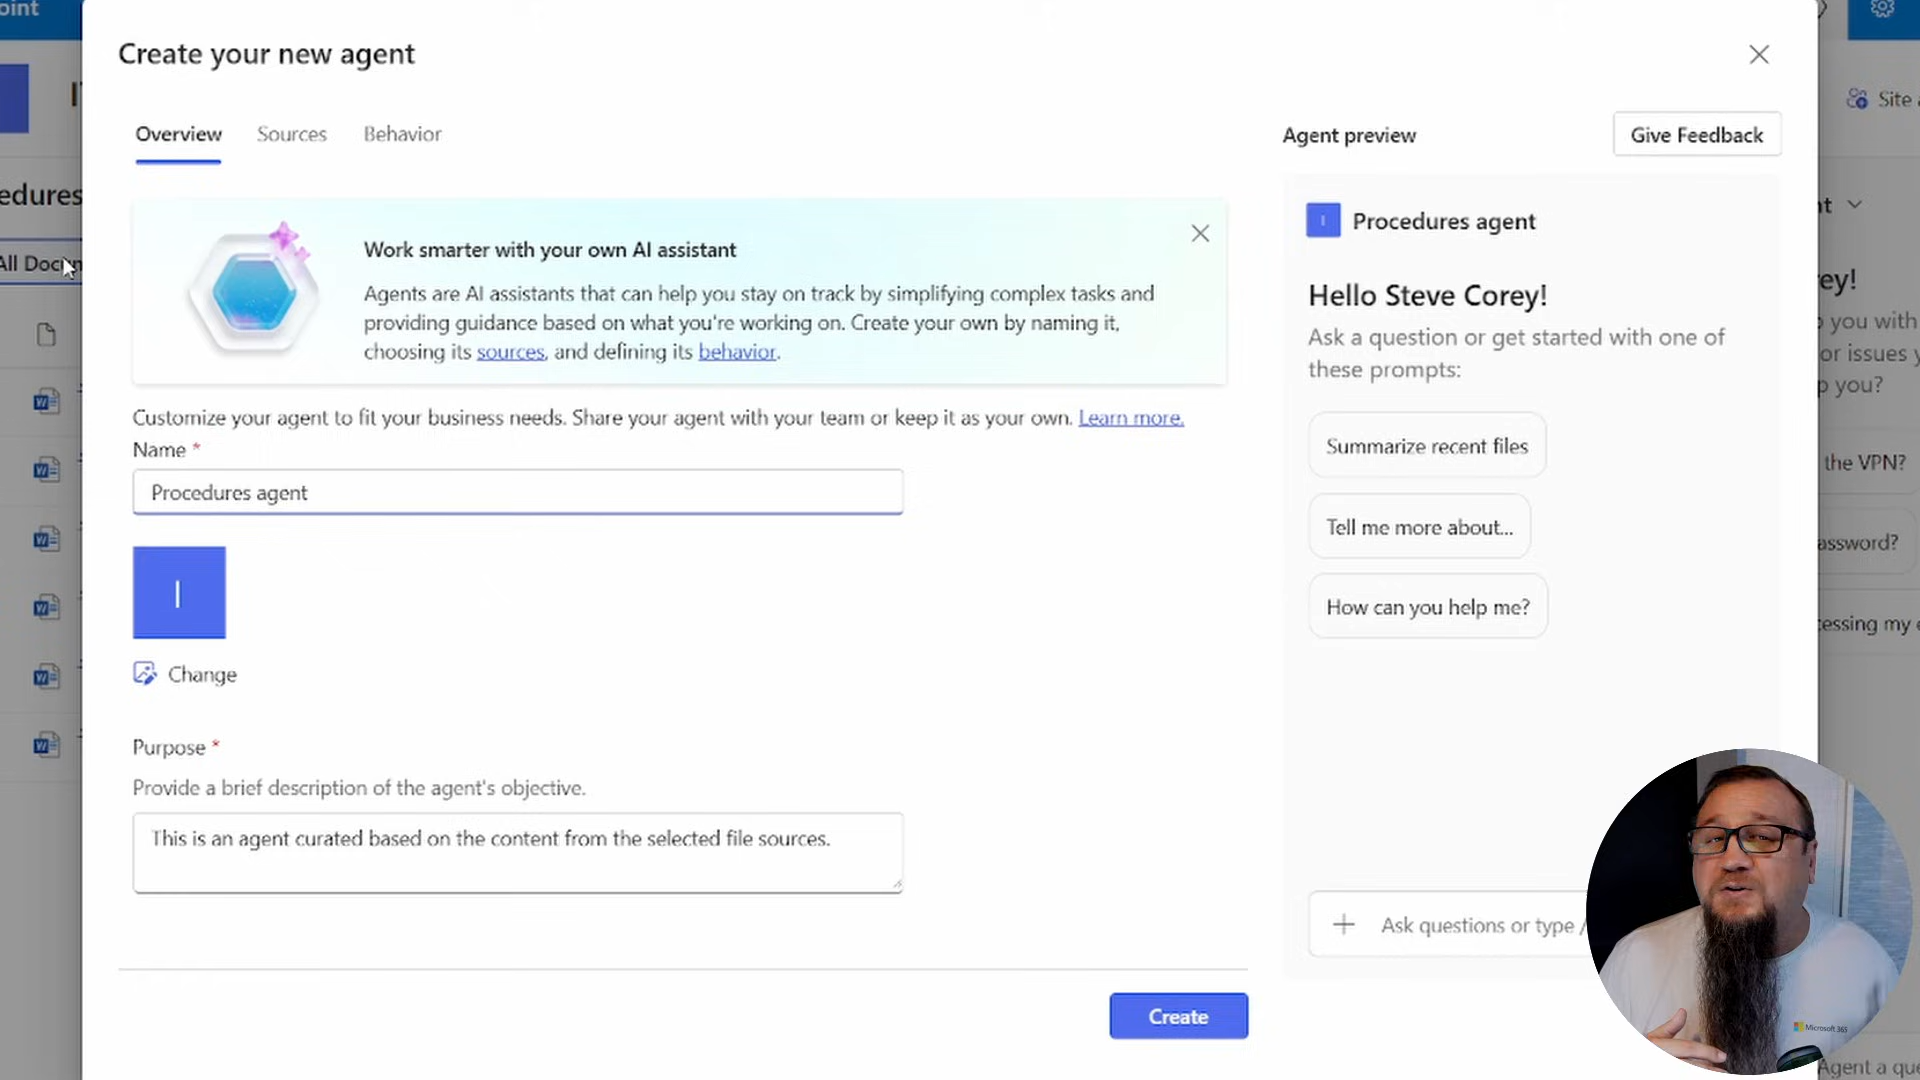 oint
Create your new agent
Site
Overview
Sources
Behavior
Agent preview
Give Feedback
edures
Work smarter with your own AI assistant
Agents are AI assistants that can help you stay on track by simplifying complex tasks and
providing guidance based on what you're working on. Create your own by naming it,
choosing its sources, and defining its behavior.
All Docum
Customize your agent to fit your business needs. Share your agent with your team or keep it as your own. Learn more.
Name *
Procedures agent
I
Change
Purpose *
Provide a brief description of the agent's objective.
This is an agent curated based on the content from the selected file sources.
Create
I
Procedures agent
Hello Steve Corey!
Ask a question or get started with one of
these prompts:
Summarize recent files
Tell me more about...
How can you help me?
Ask questions or type /
nt
ey!
you with
or issues y
p you?
the VPN?
assword?
cessing my e
Agent a que
Microsoft 365